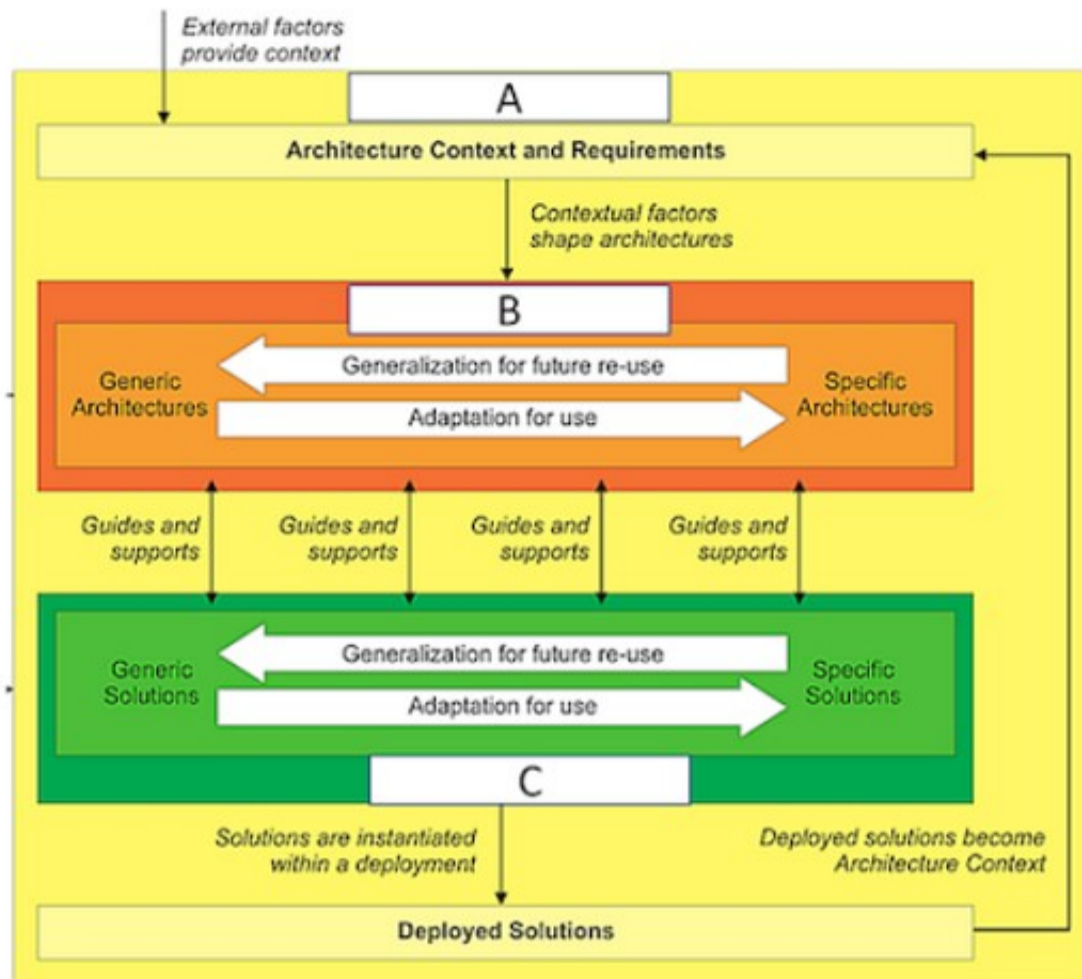 External factors
provide context
A
Architecture Context and Requirements
Contextual factors
shape architectures
B
Generalization for future re-use
Generic
Architectures
Specific
Architectures
Adaptation for use
Guides and
supports
Guides and
supports
Guides and
supports
Guides and
supports
Generalization for future re-use
Generic
Solutions
Specific
Solutions
Adaptation for use
C
Solutions are instantiated
within a deployment
Deployed solutions become
Architecture Context
Deployed Solutions